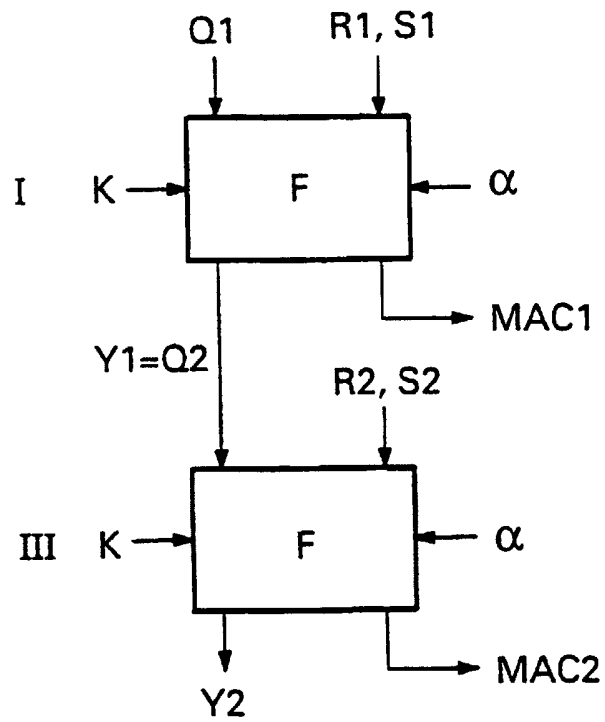 Q1
R1, S1
I
K
F
α
MAC1
Y1=Q2
R2, S2
III
K
F
α
MAC2
Y2